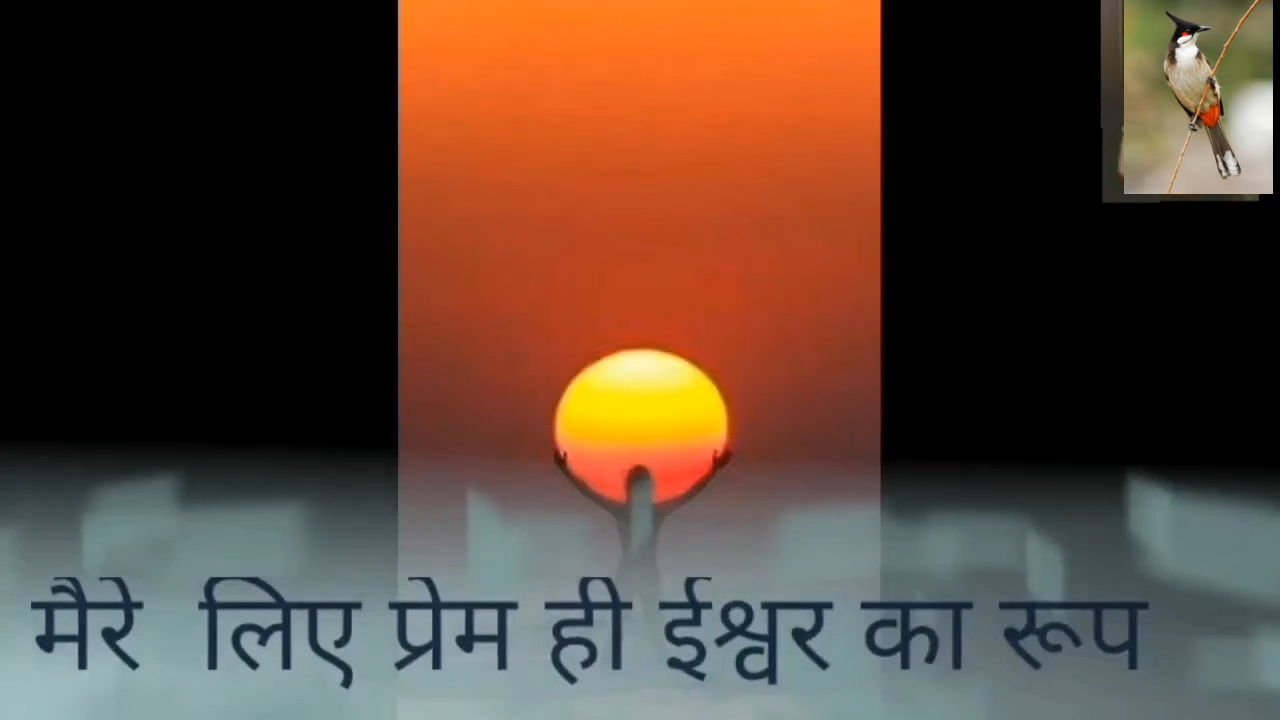 मैरे लिए प्रेम ही ईश्वर का रूप